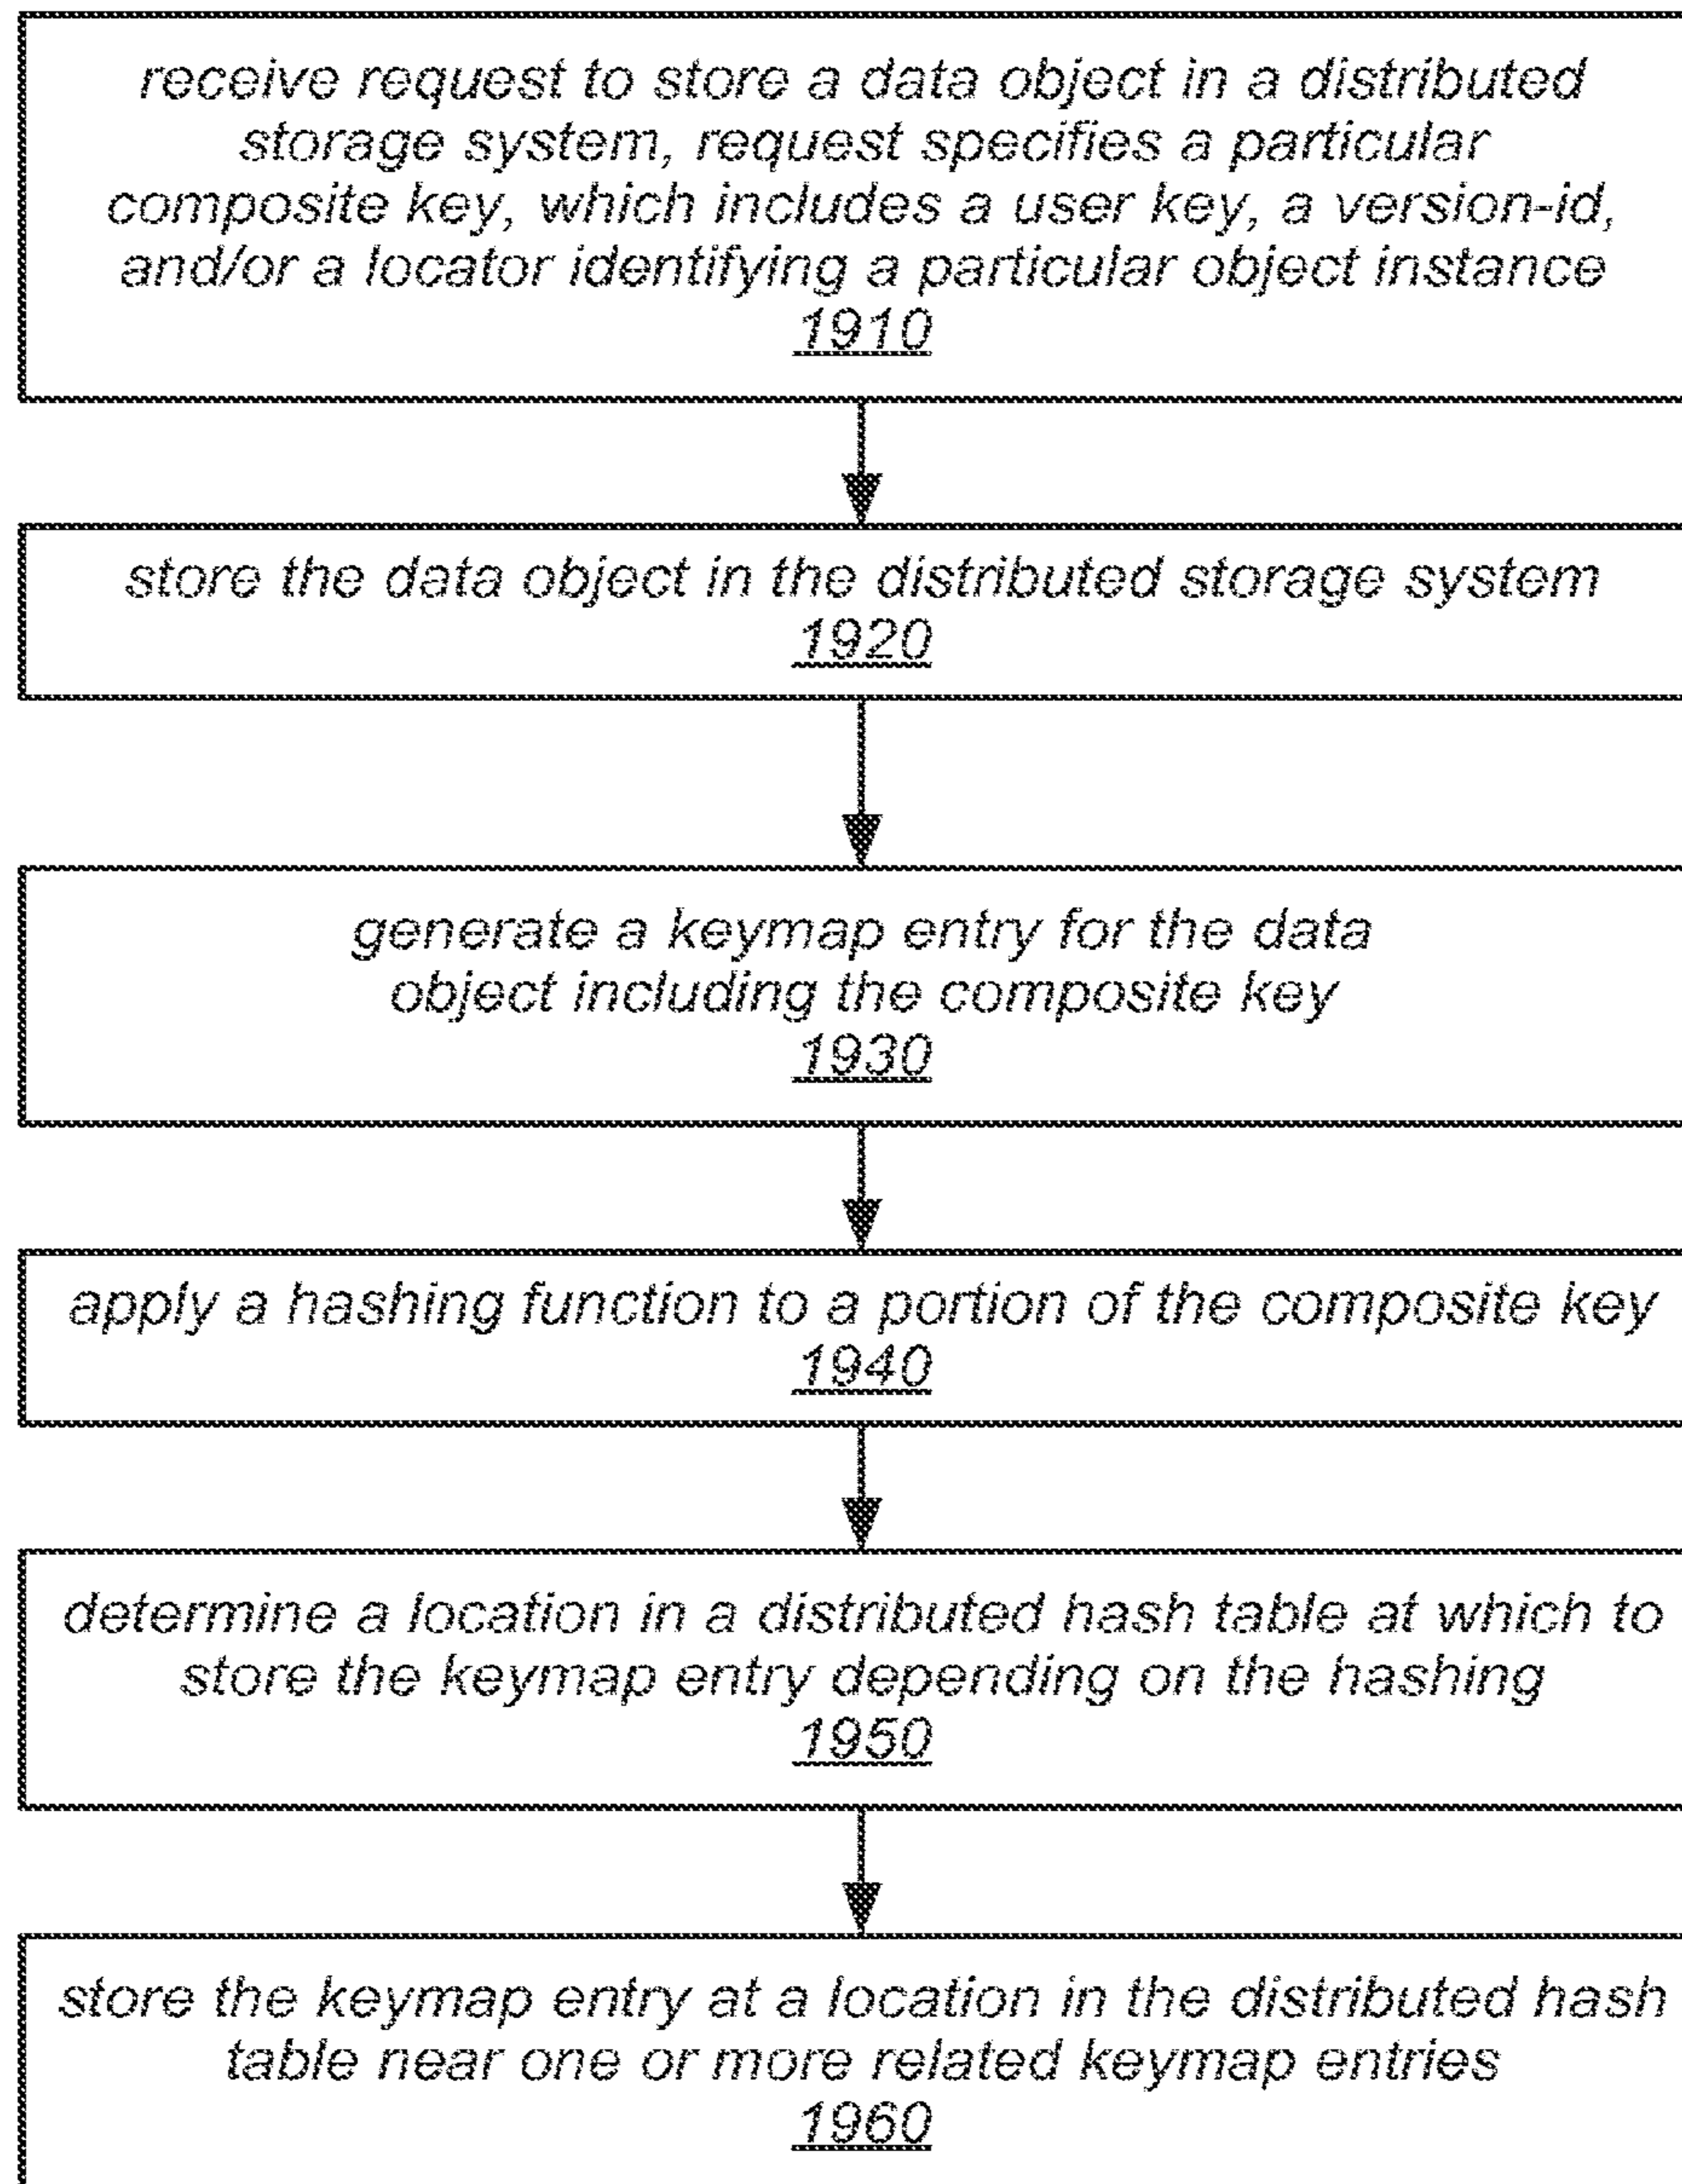 receive request to store a data object in a distributed
storage system, request specifies a particular
composite key, which includes a user key, a version-id,
and/or a locator identifying a particular object instance
1910
store the data object in the distributed storage system
1920
generate a keymap entry for the data
object including the composite key
1930
apply a hashing function to a portion of the composite key
1940
determine a location in a distributed hash table at which to
store the keymap entry depending on the hashing
1950
store the keymap entry at a location in the distributed hash
table near one or more related keymap entries
1960